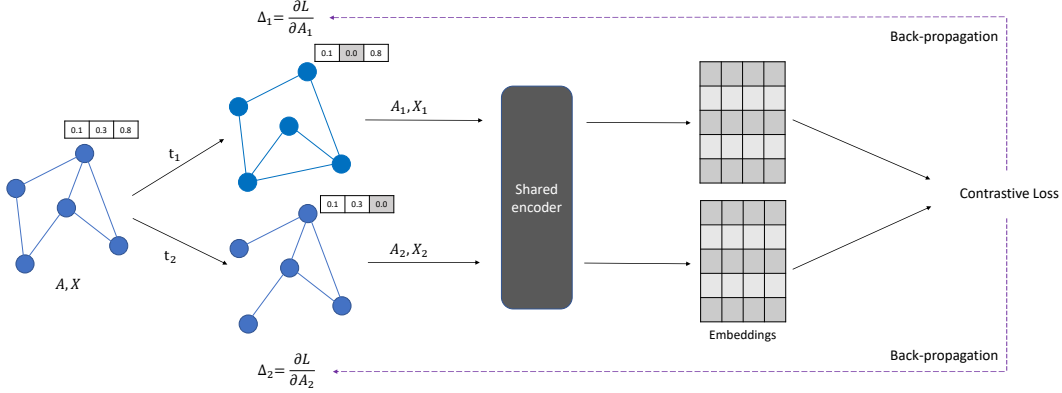 Δ₁= ∂L/∂A₁
Back-propagation
0.1 0.0 0.8
A₁, X₁
0.1 0.3 0.8
t₁
Shared
encoder
Contrastive Loss
0.1 0.3 0.0
t₂
A₂, X₂
A, X
Embeddings
Back-propagation
Δ₂= ∂L/∂A₂